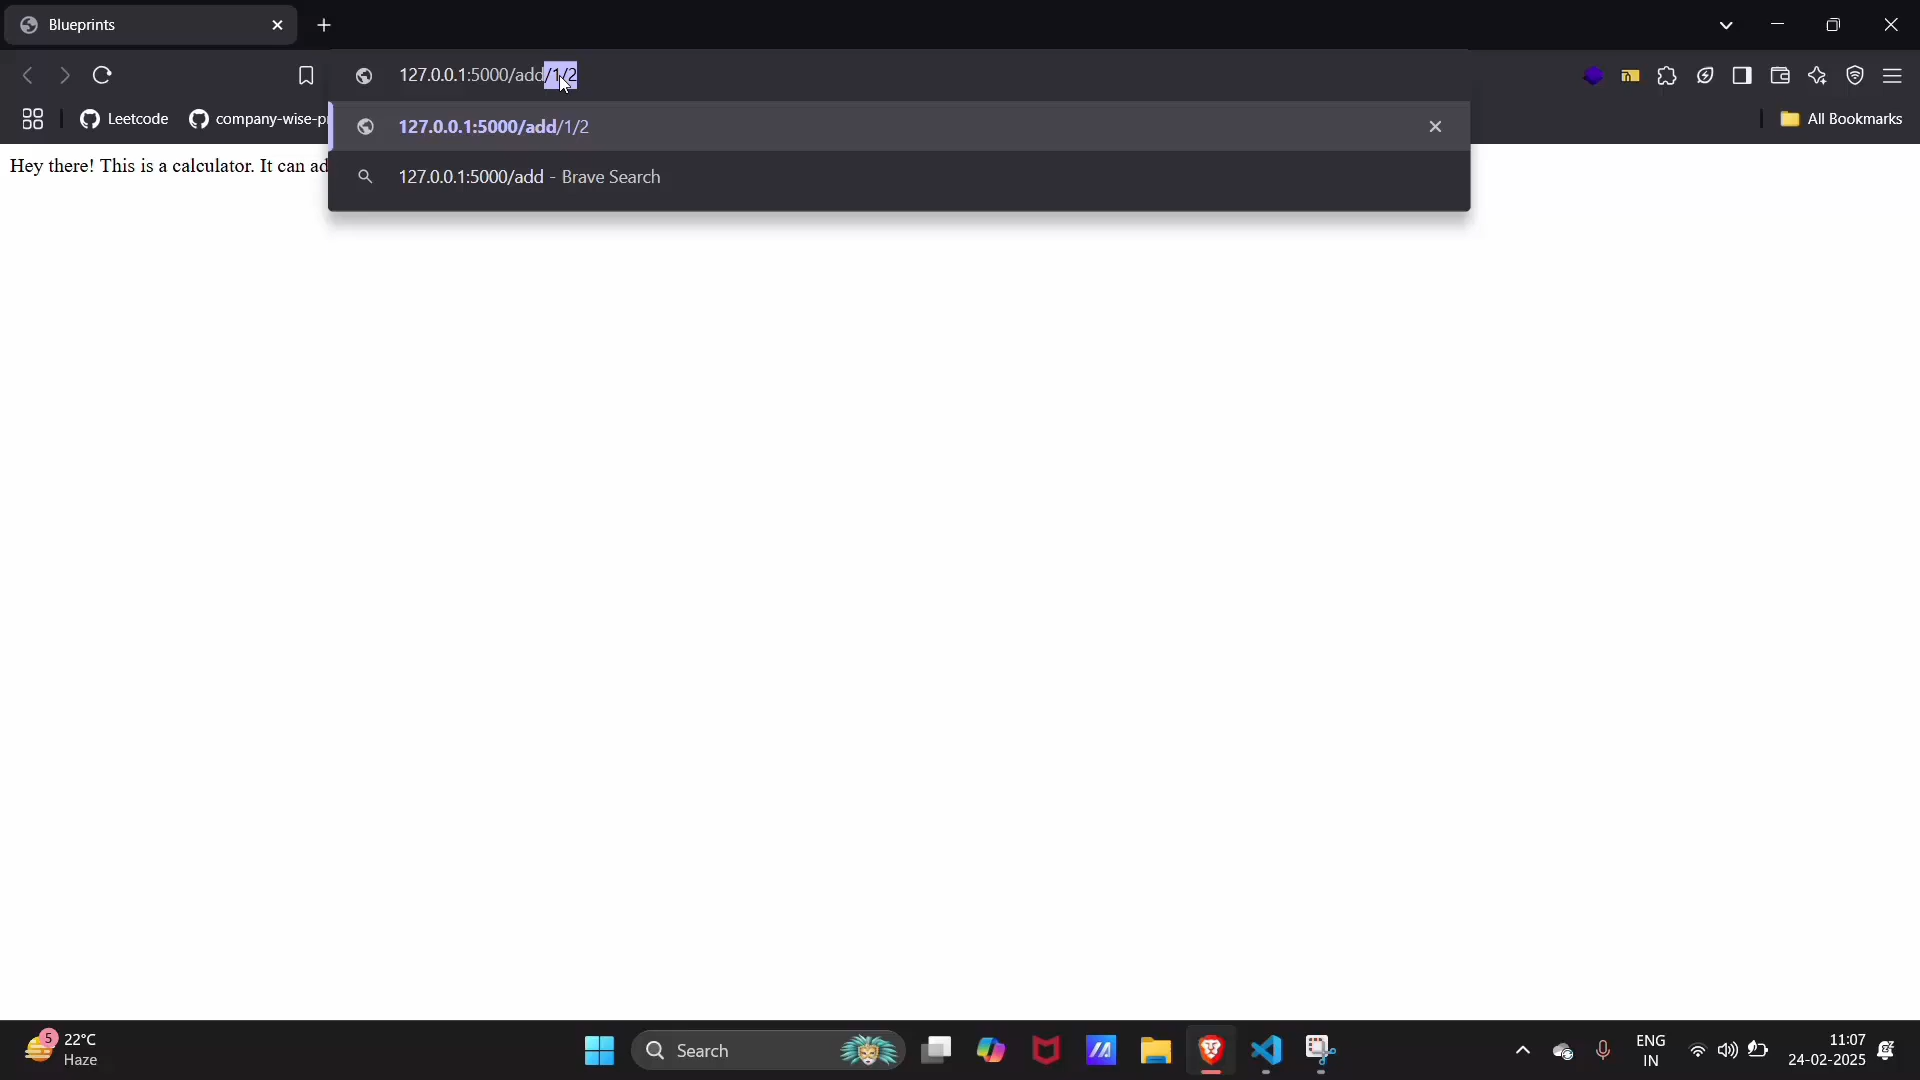 Blueprints
127.0.0.1:5000/add/1/2
Leetcode
company-wise-p
127.0.0.1:5000/add/1/2
All Bookmarks
Hey there! This is a calculator. It can ad
127.0.0.1:5000/add - Brave Search
5
22°C
Haze
Search
ENG
IN
11:07
24-02-2025